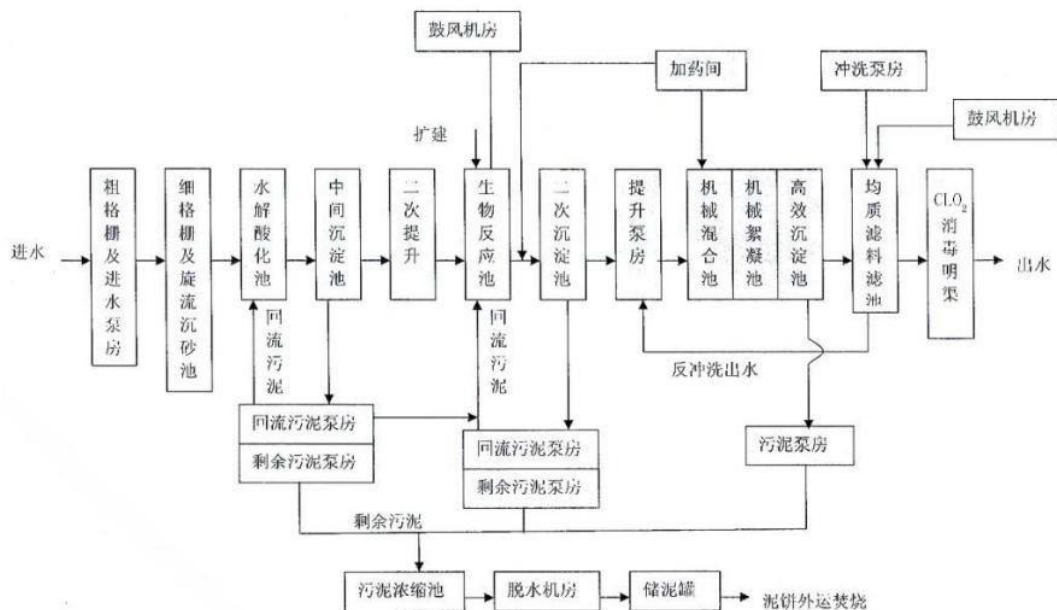 鼓风机房
加药间
冲洗泵房
鼓风机房
扩建
进水
粗格栅及进水泵房
细格栅及旋流沉砂池
水解酸化池
中间沉淀池
二次提升
生物反应池
二次沉淀池
提升泵房
机械混合池
机械絮凝池
高效沉淀池
均质滤料滤池
CLO2消毒明渠
出水
回流污泥
回流污泥
反冲洗出水
回流污泥泵房
剩余污泥泵房
回流污泥泵房
剩余污泥泵房
污泥泵房
剩余污泥
污泥浓缩池
脱水机房
储泥罐
泥饼外运焚烧